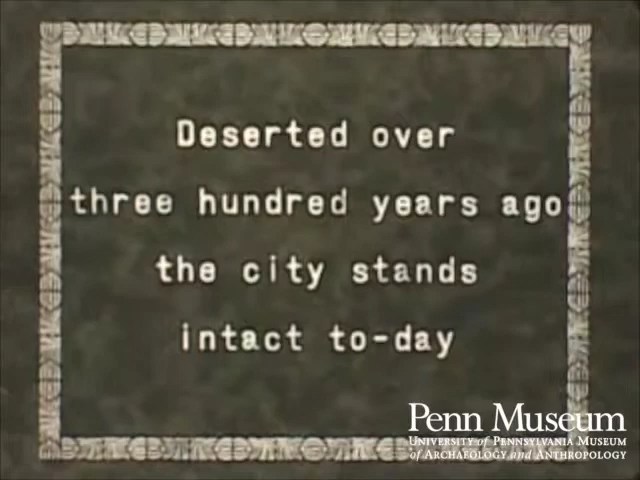 Deserted over
three hundred years ago
the city stands
intact to-day
Penn Museum
UNIVERSITY of PENNSYLVANIA MUSEUM
of ARCHAEOLOGY and ANTHROPOLOGY